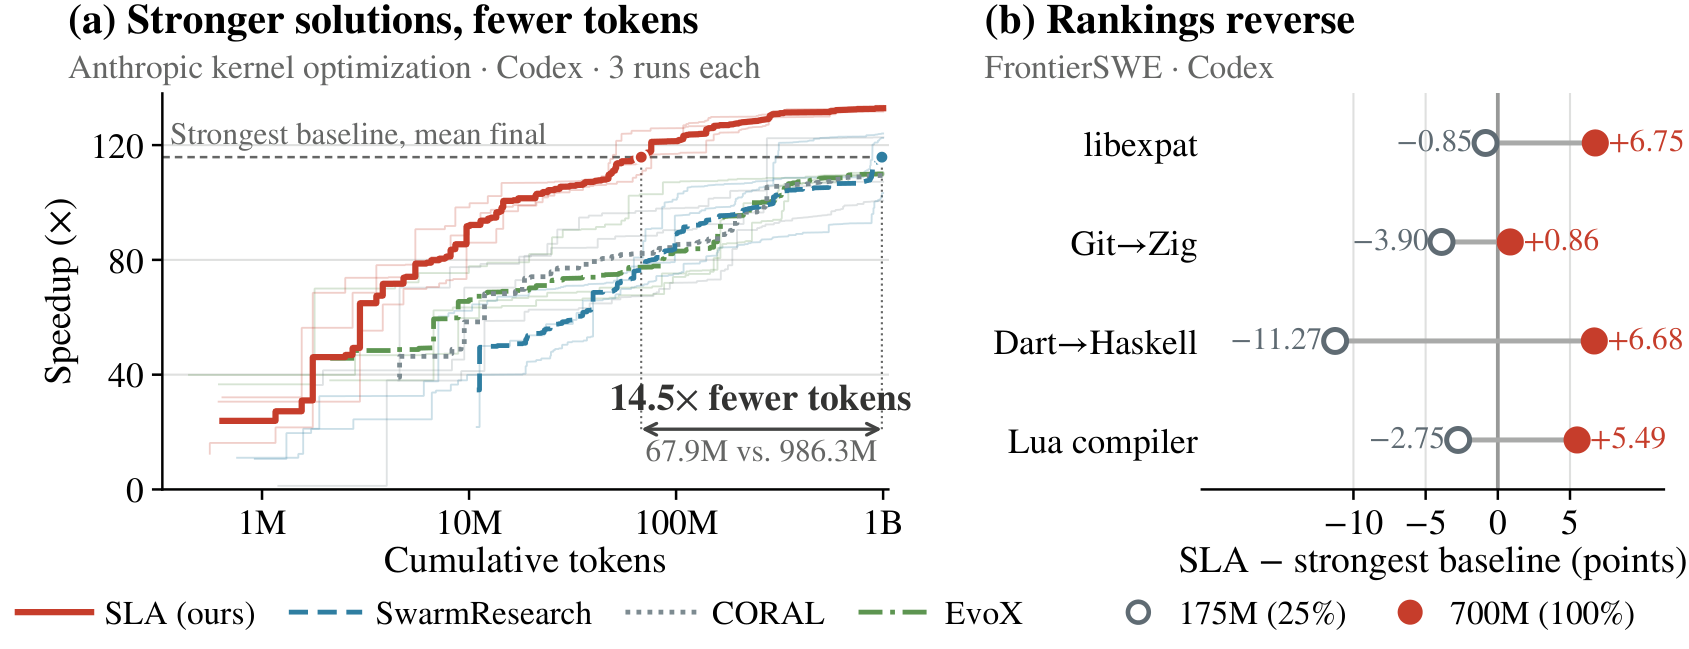 (a) Stronger solutions, fewer tokens
Anthropic kernel optimization · Codex · 3 runs each
Strongest baseline, mean final
120
80
40
0
Speedup (×)
14.5× fewer tokens
67.9M vs. 986.3M
1M 10M 100M 1B
Cumulative tokens
SLA (ours) SwarmResearch CORAL EvoX
(b) Rankings reverse
FrontierSWE · Codex
libexpat −0.85 +6.75
Git→Zig −3.90 +0.86
Dart→Haskell −11.27 +6.68
Lua compiler −2.75 +5.49
−10 −5 0 5
SLA − strongest baseline (points)
175M (25%) 700M (100%)